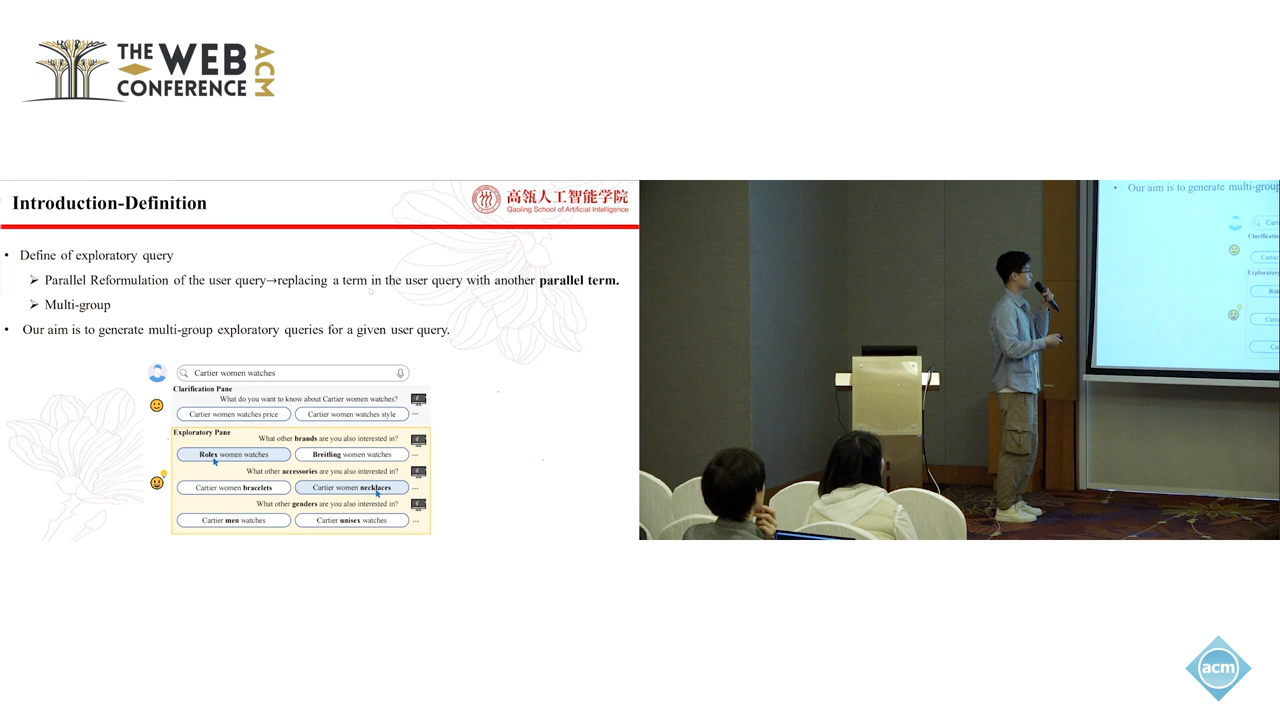 THE WEB
CONFERENCE
ACM
Introduction-Definition
高瓴人工智能学院
Gaoling School of Artificial Intelligence
• Define of exploratory query
➢ Parallel Reformulation of the user query→replacing a term in the user query with another parallel term.
➢ Multi-group
• Our aim is to generate multi-group exploratory queries for a given user query.
Cartier women watches
Clarification Pane
What do you want to know about Cartier women watches?
Cartier women watches price
Cartier women watches style
...
Exploratory Pane
What other brands are you also interested in?
Rolex women watches
Breitling women watches
...
What other accessories are you also interested in?
Cartier women bracelets
Cartier women necklaces
...
What other genders are you also interested in?
Cartier men watches
Cartier unisex watches
...
• Our aim is to generate multi-group
acm